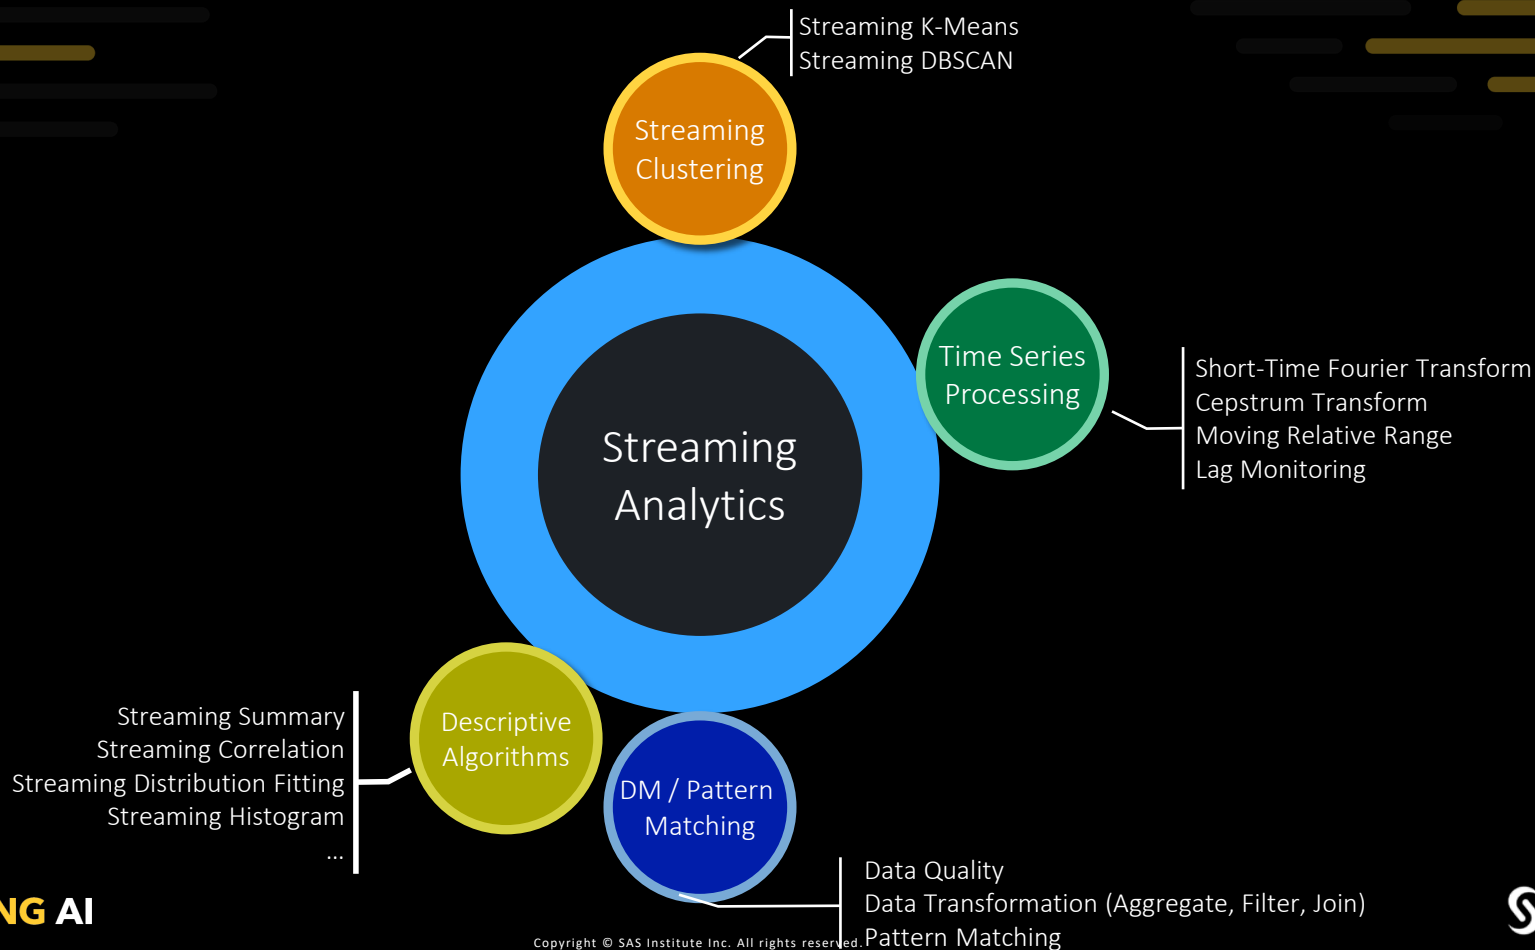 Streaming K-Means
Streaming DBSCAN
Streaming
Clustering
Time Series
Processing
Short-Time Fourier Transform
Cepstrum Transform
Moving Relative Range
Lag Monitoring
Streaming
Analytics
Descriptive
Algorithms
Streaming Summary
Streaming Correlation
Streaming Distribution Fitting
Streaming Histogram
...
DM / Pattern
Matching
Data Quality
Data Transformation (Aggregate, Filter, Join)
Pattern Matching
NG AI
Copyright © SAS Institute Inc. All rights reserved.